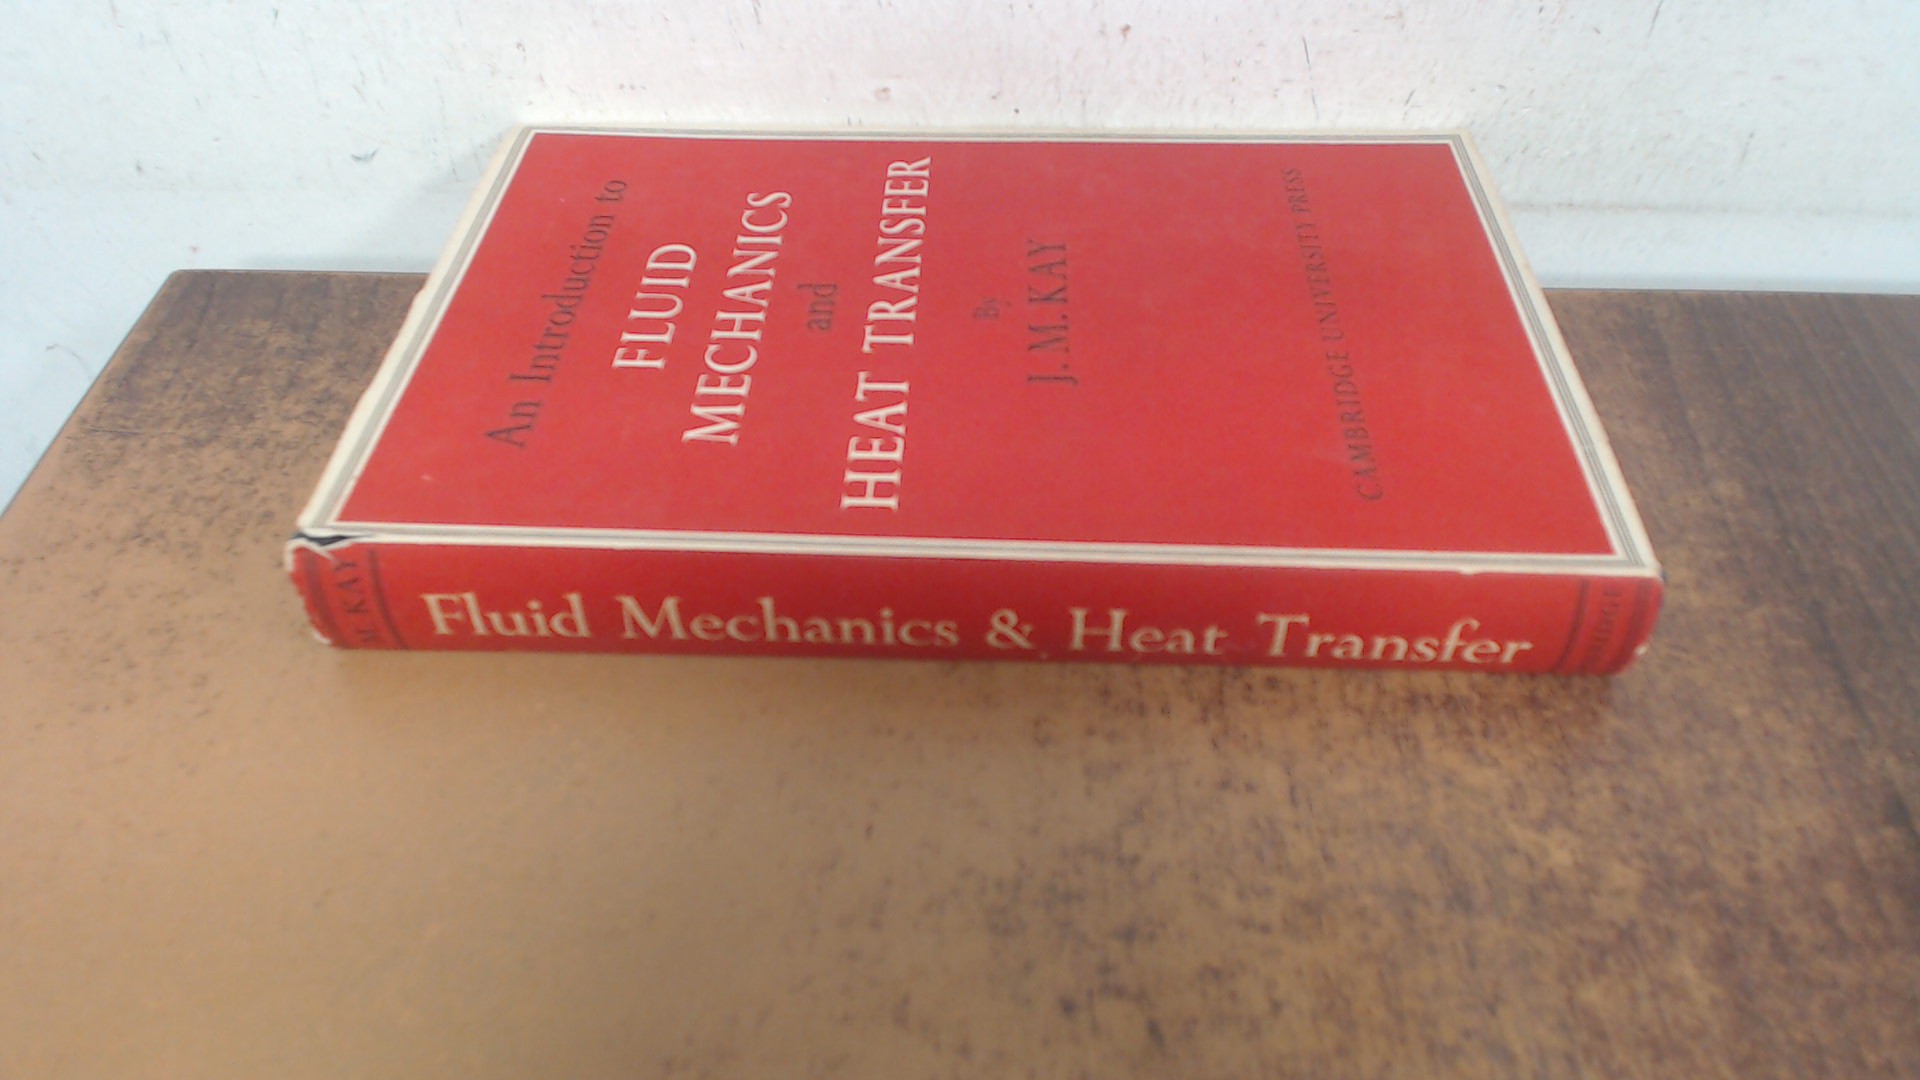 An Introduction to
FLUID
MECHANICS
and
HEAT TRANSFER
By
J. M. KAY
CAMBRIDGE UNIVERSITY PRESS
M. KAY
Fluid Mechanics & Heat Transfer